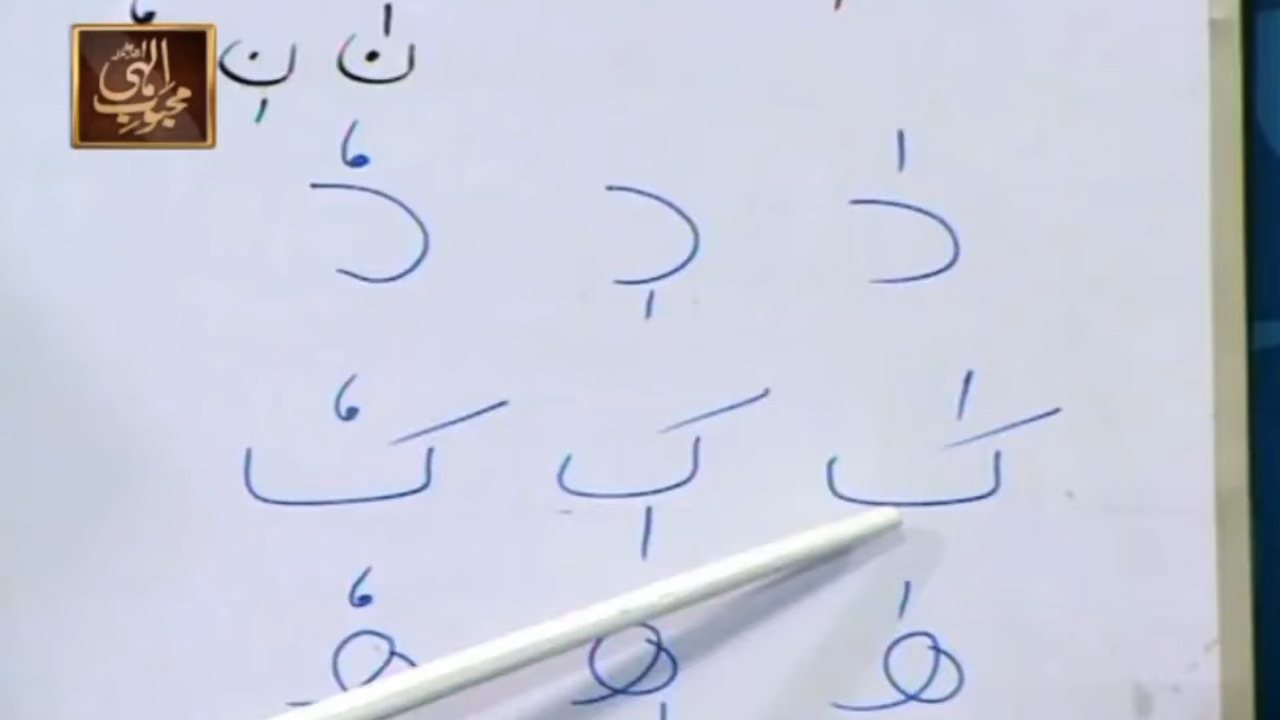 محبوبِ الٰہی
نٰ نٖ
دٰ دٖ دٗ
کٰ کٖ کٗ
ھٰ ھٖ ھٗ